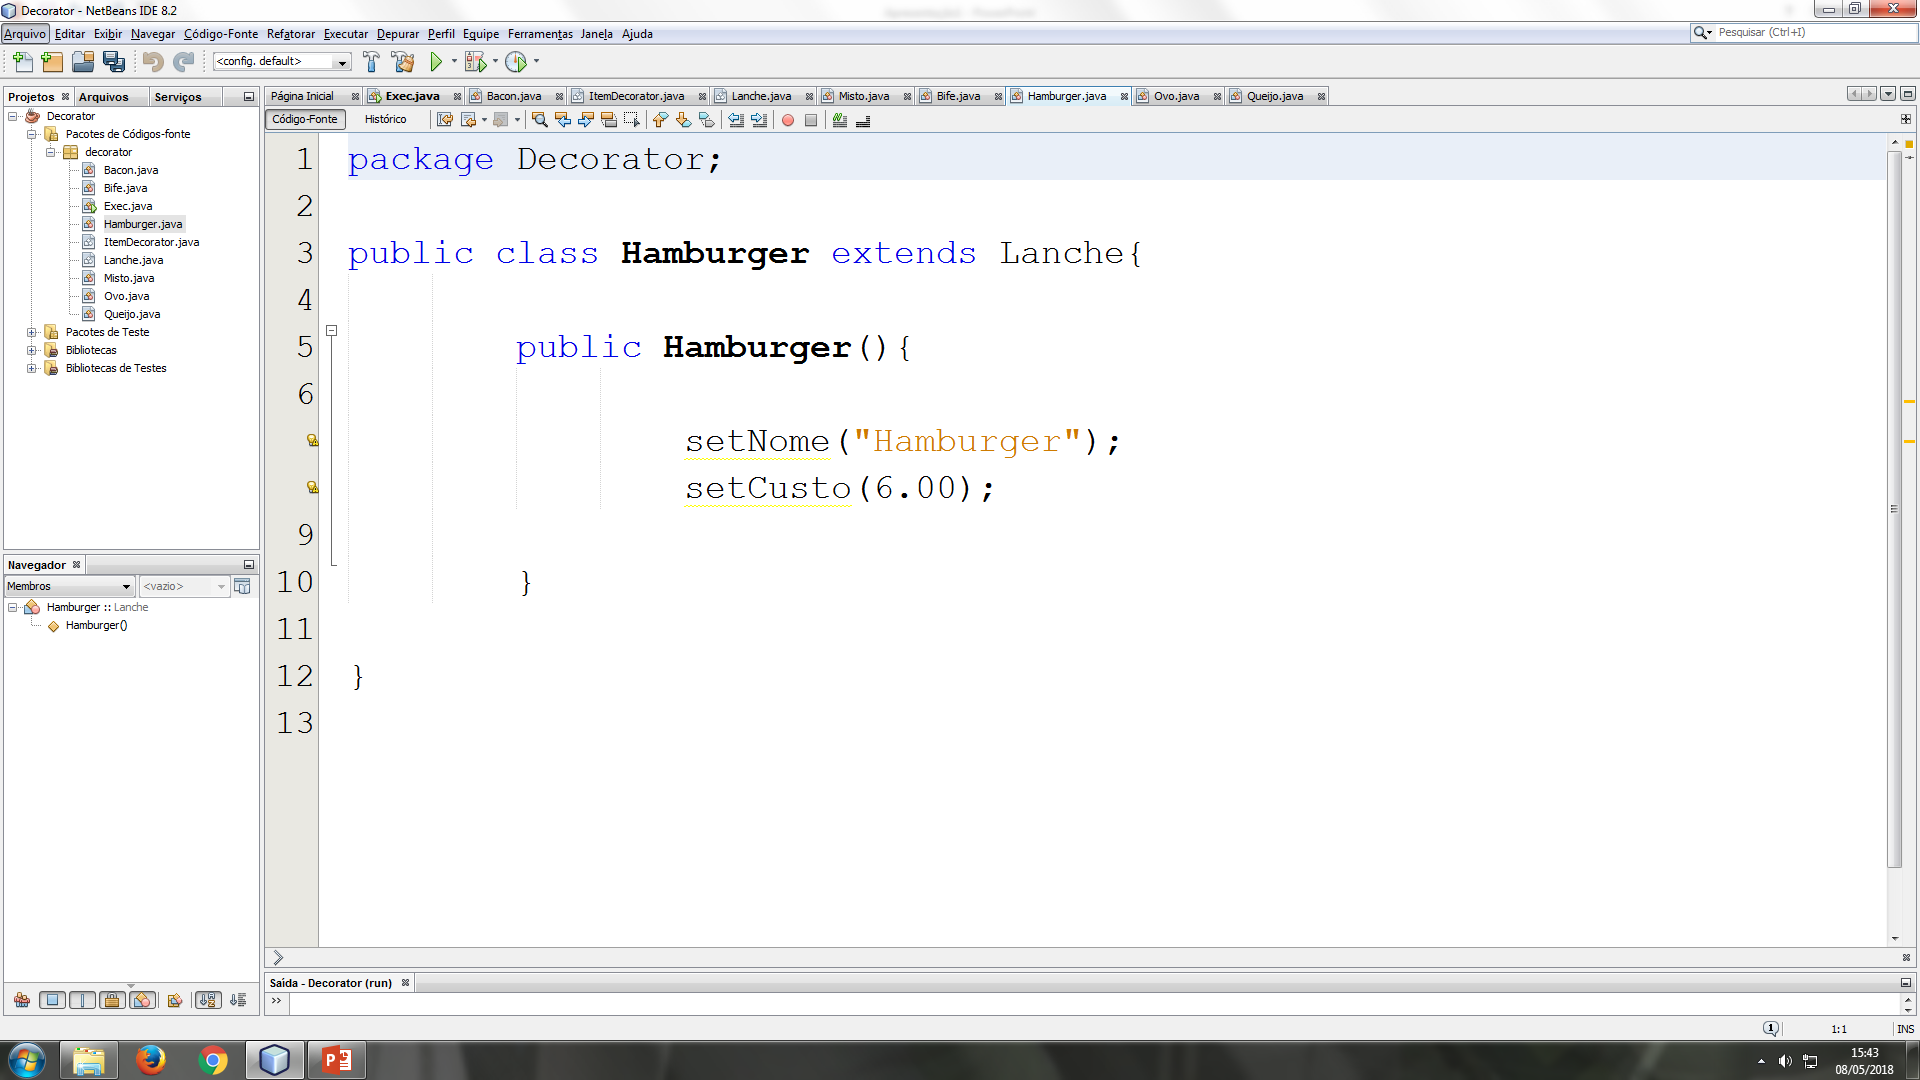 Decorator - NetBeans IDE 8.2
Arquivo Editar Exibir Navegar Código-Fonte Refatorar Executar Depurar Perfil Equipe Ferramentas Janela Ajuda
Pesquisar (Ctrl+I)
<config. default>
Projetos Arquivos Serviços
Página Inicial Exec.java Bacon.java ItemDecorator.java Lanche.java Misto.java Bife.java Hamburger.java Ovo.java Queijo.java
Código-Fonte Histórico
Decorator
Pacotes de Códigos-fonte
decorator
Bacon.java
Bife.java
Exec.java
Hamburger.java
ItemDecorator.java
Lanche.java
Misto.java
Ovo.java
Queijo.java
Pacotes de Teste
Bibliotecas
Bibliotecas de Testes
Navegador
Membros <vazio>
Hamburger :: Lanche
Hamburger()
1 package Decorator;
2
3 public class Hamburger extends Lanche{
4
5 public Hamburger(){
6
setNome("Hamburger");
setCusto(6.00);
9
10 }
11
12 }
13
Saída - Decorator (run)
1 1:1 INS
15:43
08/05/2018